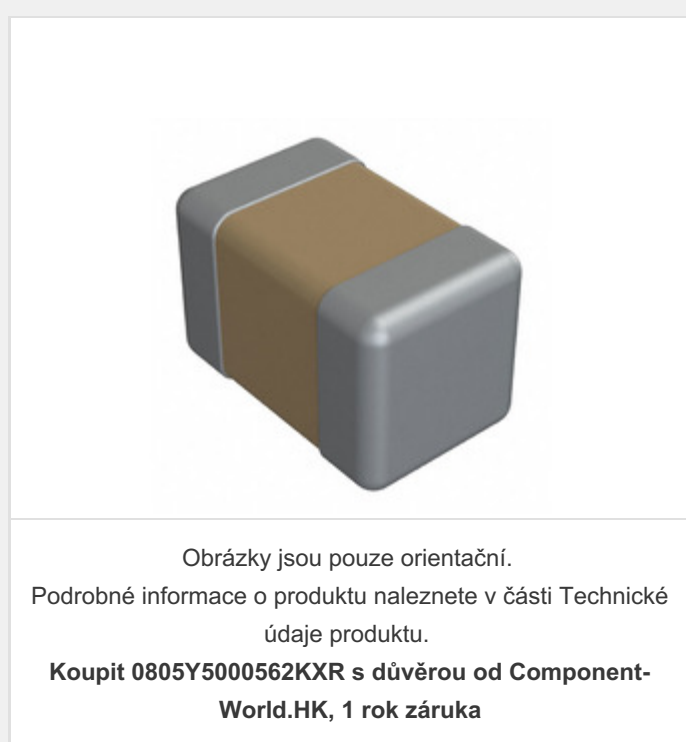 Obrázky jsou pouze orientační.
Podrobné informace o produktu naleznete v části Technické
údaje produktu.
Koupit 0805Y5000562KXR s důvěrou od Component-
World.HK, 1 rok záruka